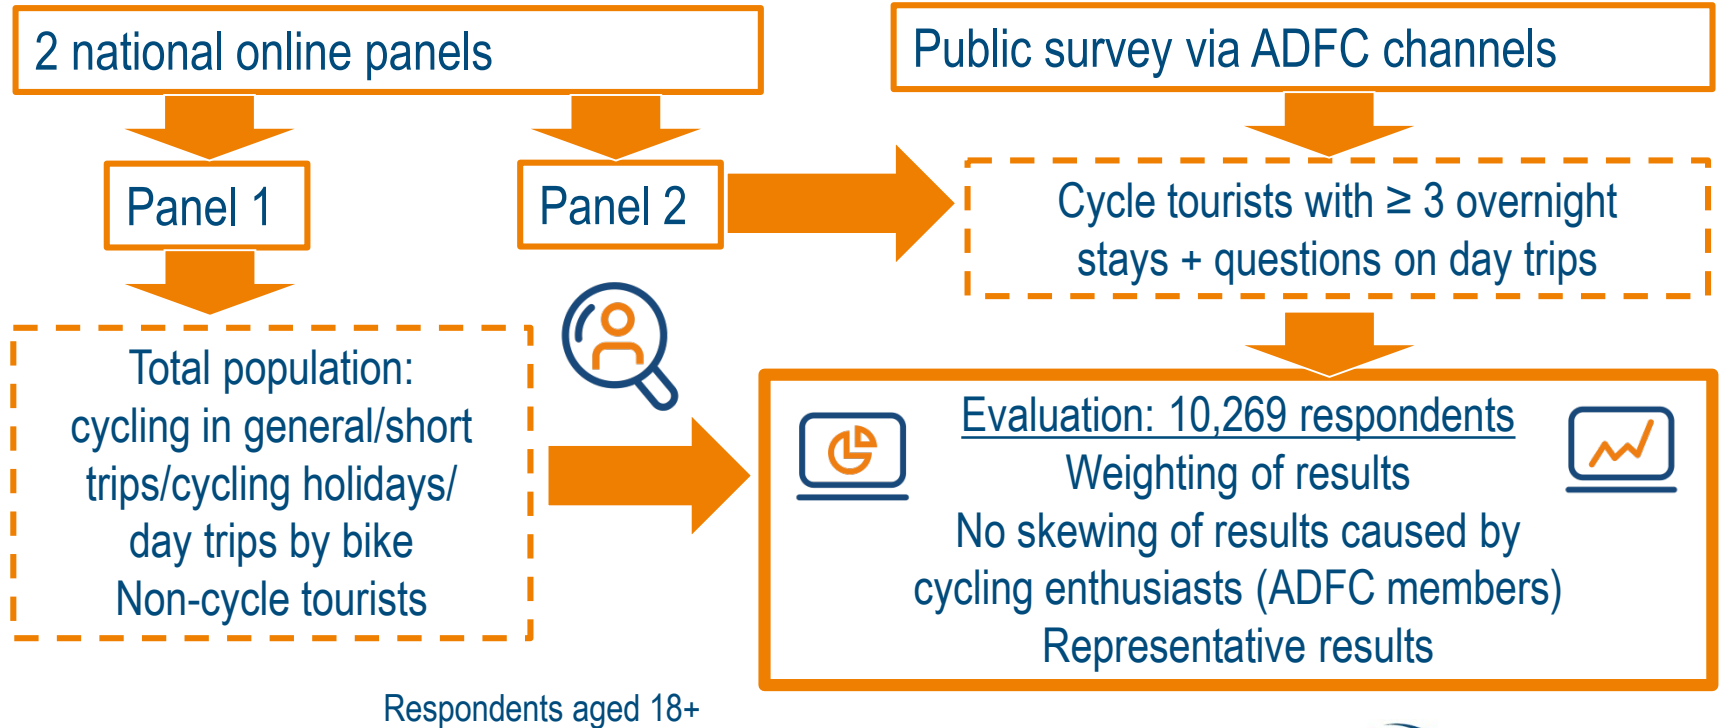 2 national online panels
Public survey via ADFC channels
Panel 1
Panel 2
Cycle tourists with ≥ 3 overnight
stays + questions on day trips
Total population:
cycling in general/short
trips/cycling holidays/
day trips by bike
Non-cycle tourists
Evaluation: 10,269 respondents
Weighting of results
No skewing of results caused by
cycling enthusiasts (ADFC members)
Representative results
Respondents aged 18+